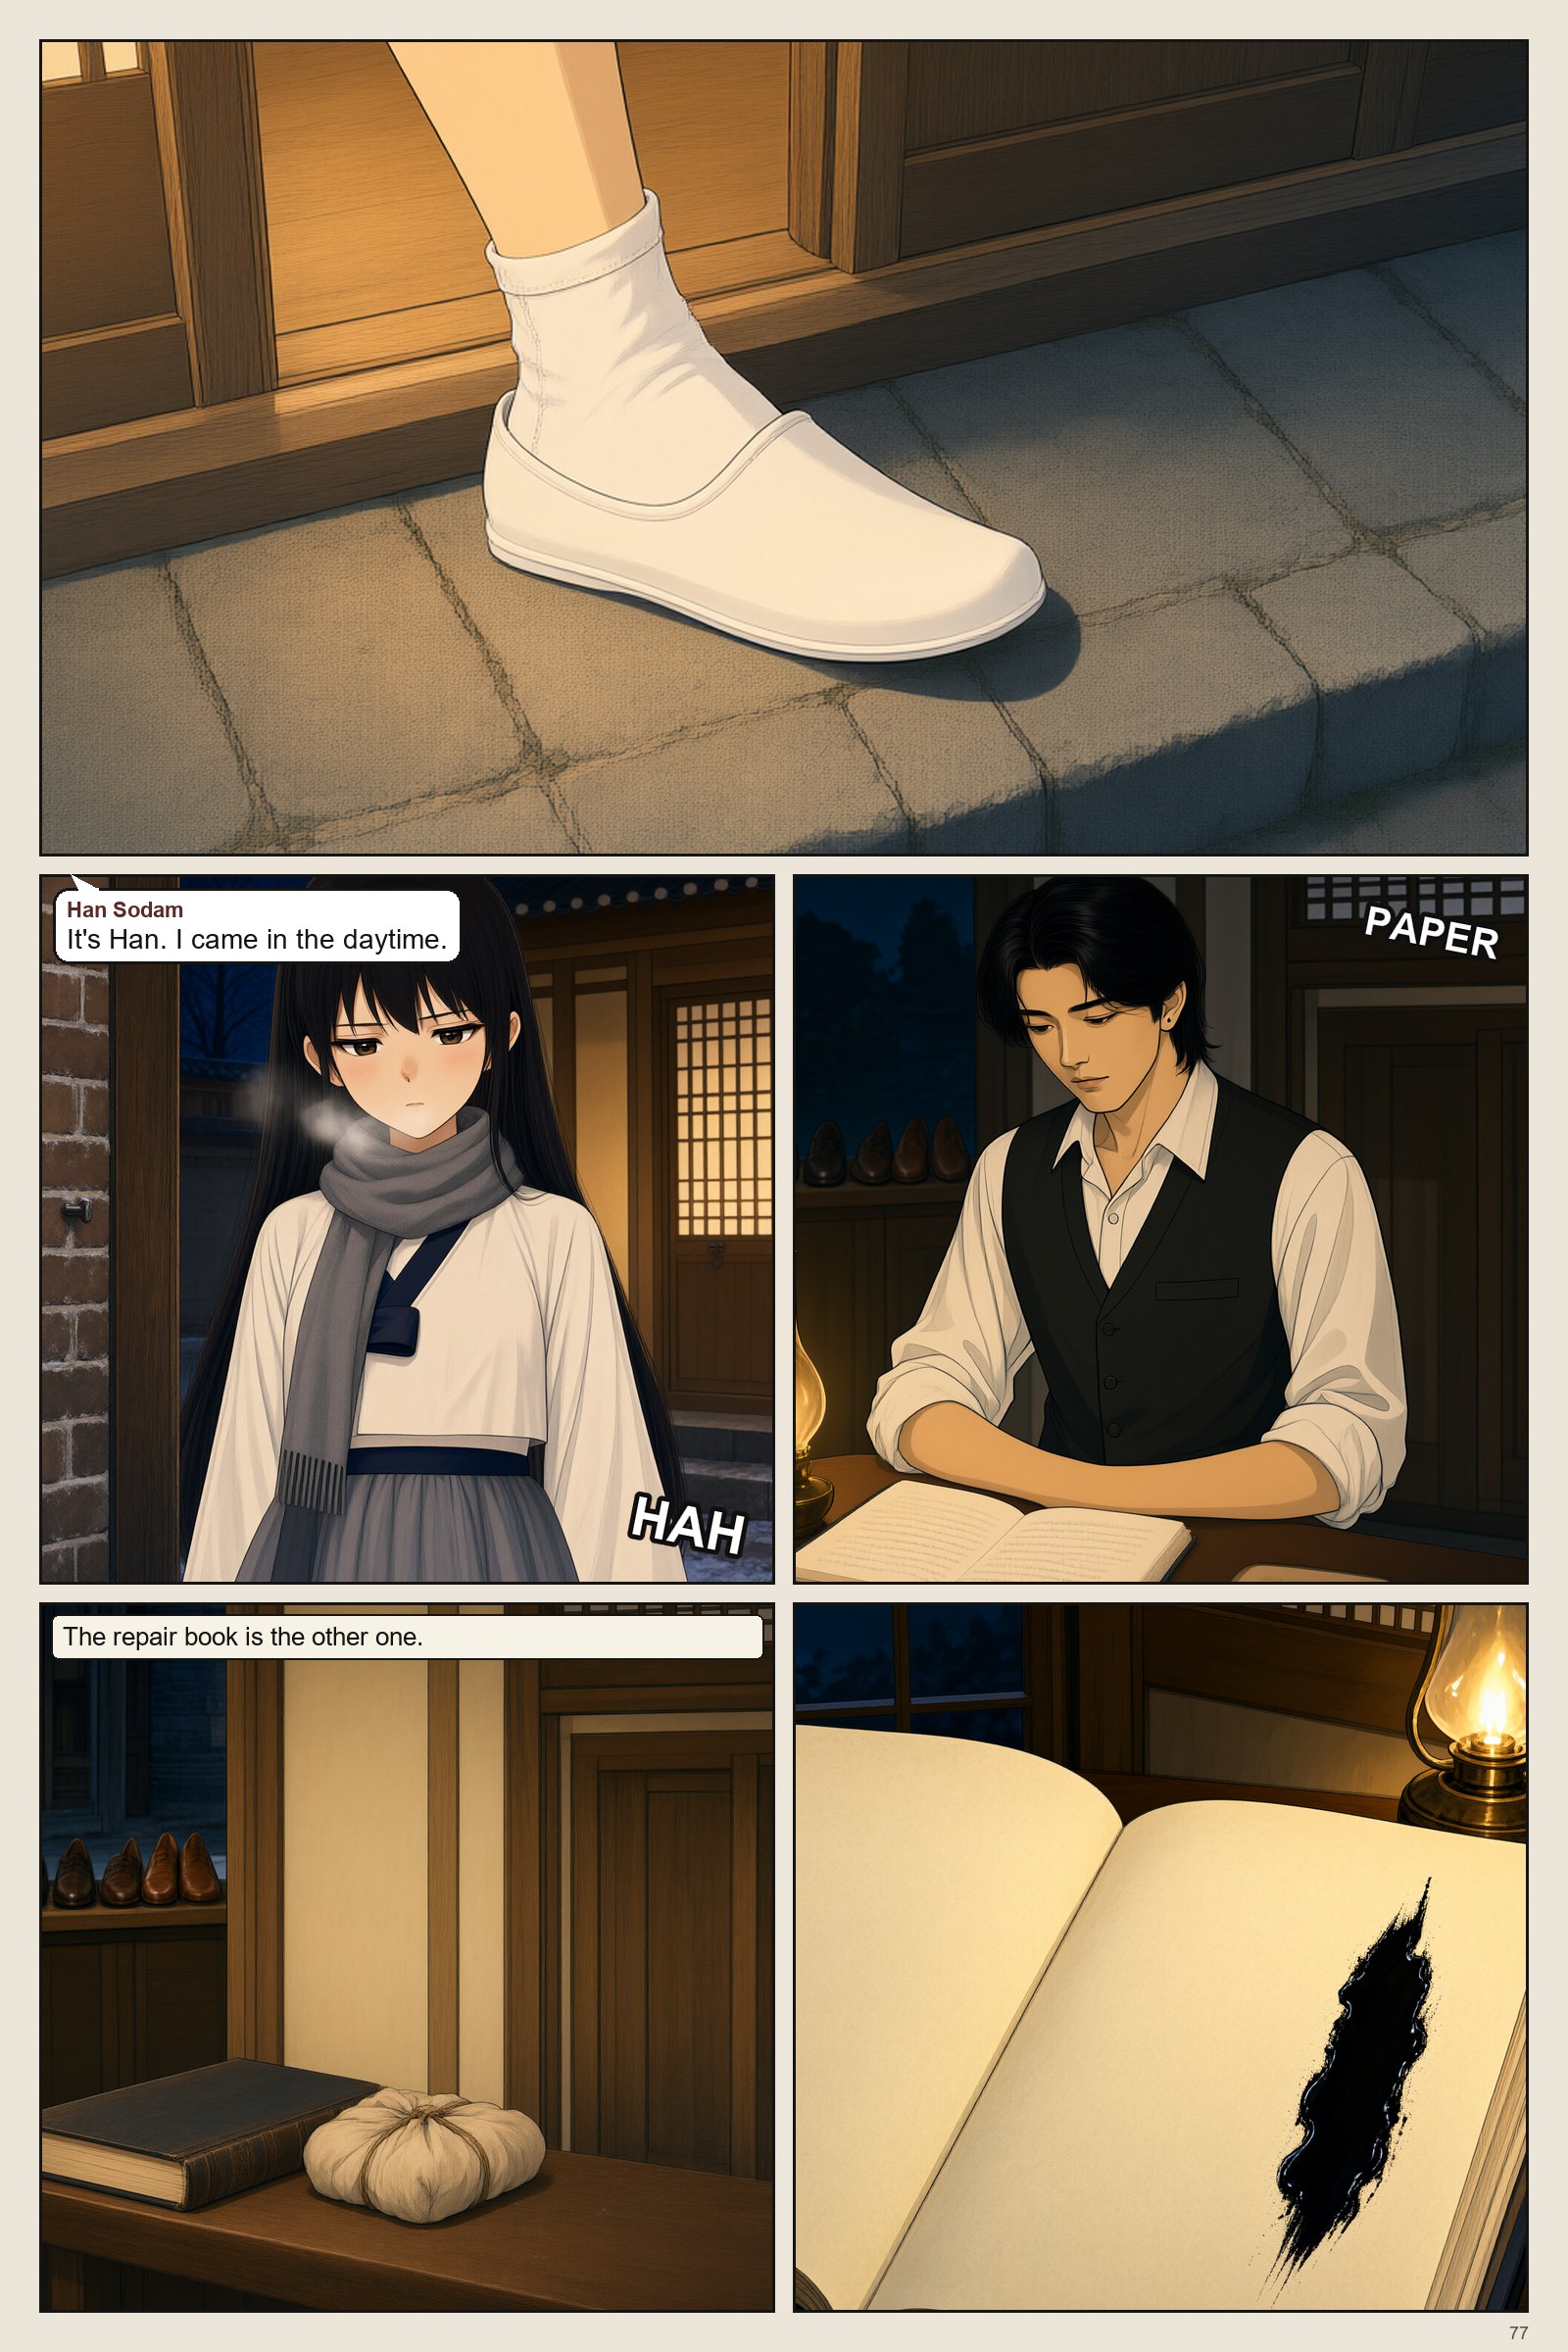 Han Sodam
It's Han. I came in the daytime.
HAH
PAPER
The repair book is the other one.
77